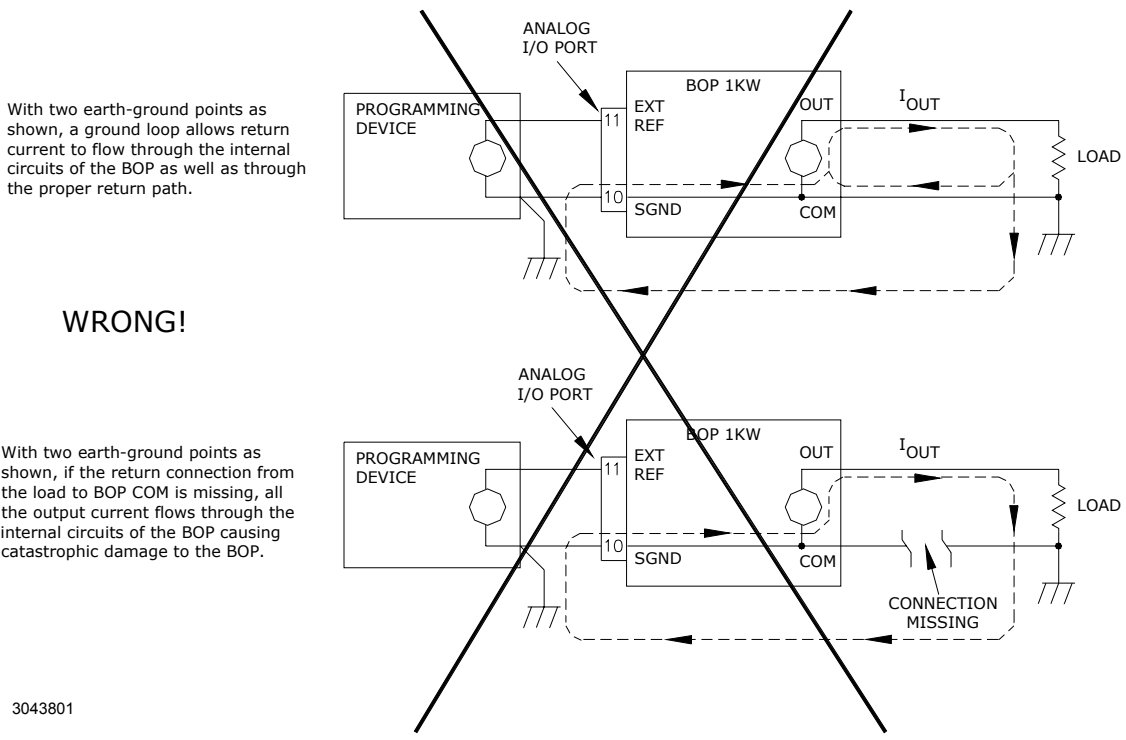 With two earth-ground points as
shown, a ground loop allows return
current to flow through the internal
circuits of the BOP as well as through
the proper return path.
ANALOG
I/O PORT
PROGRAMMING
DEVICE
11
EXT
REF
BOP 1KW
OUT
IOUT
LOAD
10
SGND
COM
WRONG!
With two earth-ground points as
shown, if the return connection from
the load to BOP COM is missing, all
the output current flows through the
internal circuits of the BOP causing
catastrophic damage to the BOP.
ANALOG
I/O PORT
PROGRAMMING
DEVICE
11
EXT
REF
BOP 1KW
OUT
IOUT
LOAD
10
SGND
COM
CONNECTION
MISSING
3043801